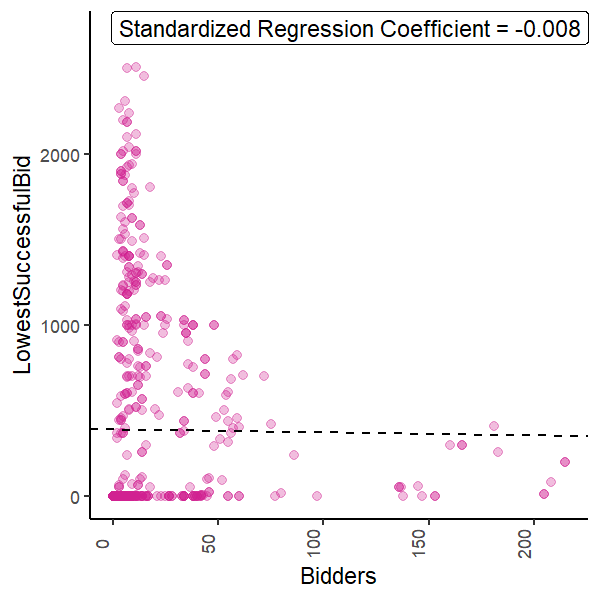 Standardized Regression Coefficient = -0.008
LowestSuccessfulBid
2000
1000
0
0
50
100
150
200
Bidders